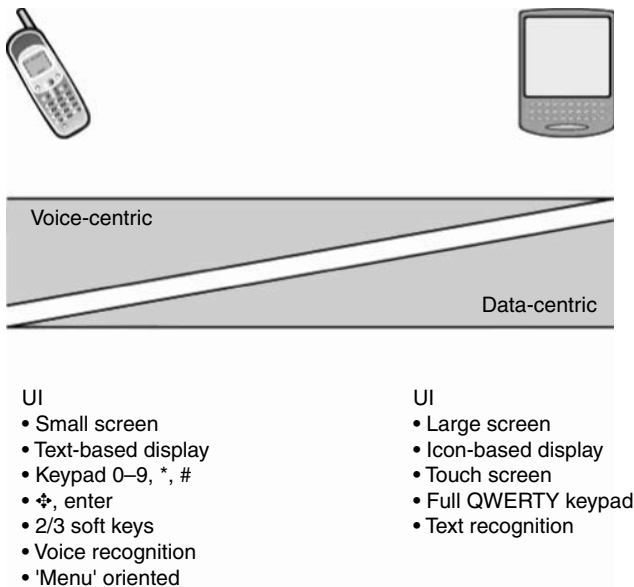 Voice-centric
Data-centric
UI
• Small screen
• Text-based display
• Keypad 0–9, *, #
• ✥, enter
• 2/3 soft keys
• Voice recognition
• 'Menu' oriented
UI
• Large screen
• Icon-based display
• Touch screen
• Full QWERTY keypad
• Text recognition